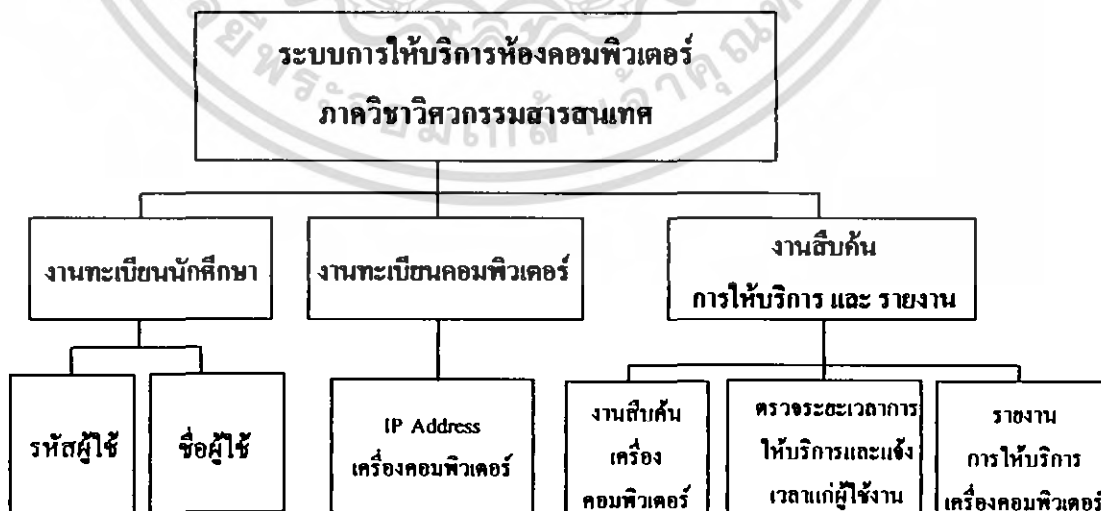 ระบบการให้บริการห้องคอมพิวเตอร์
ภาควิชาวิศวกรรมสารสนเทศ
งานทะเบียนนักศึกษา
งานทะเบียนคอมพิวเตอร์
งานสืบค้น
การให้บริการ และ รายงาน
รหัสผู้ใช้
ชื่อผู้ใช้
IP Address
เครื่องคอมพิวเตอร์
งานสืบค้น
เครื่อง
คอมพิวเตอร์
ตรวจระยะเวลาการ
ให้บริการและแจ้ง
เวลาแก่ผู้ใช้งาน
รายงาน
การให้บริการ
เครื่องคอมพิวเตอร์